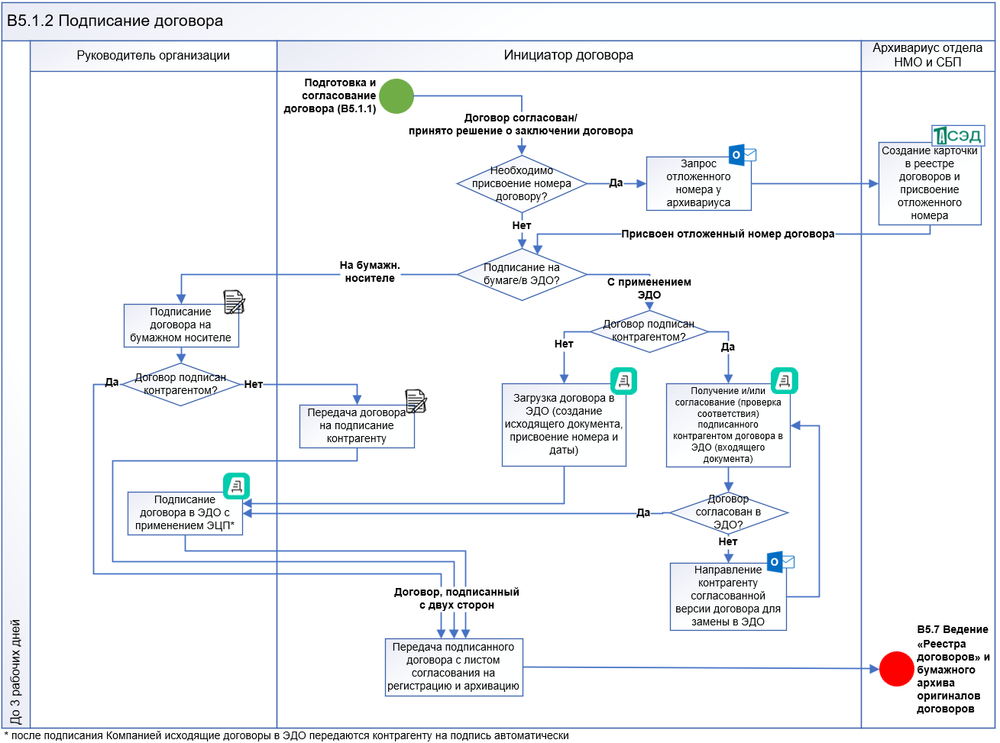 В5.1.2 Подписание договора
Руководитель организации
Инициатор договора
Архивариус отдела
НМО и СБП
Подготовка и
согласование
договора (В5.1.1)
Договор согласован/
принято решение о заключении договора
Необходимо
присвоение номера
договору?
Да
Запрос
отложенного
номера у
архивариуса
СЭД
Создание карточки
в реестре
договоров и
присвоение
отложенного
номера
Нет
Присвоен отложенный номер договора
На бумажн.
носителе
Подписание на
бумаге/в ЭДО?
С применением
ЭДО
Подписание
договора на
бумажном носителе
Договор подписан
контрагентом?
Нет
Да
Да
Договор подписан
контрагентом?
Нет
Передача договора
на подписание
контрагенту
Загрузка договора в
ЭДО (создание
исходящего документа,
присвоение номера и
даты)
Получение и/или
согласование (проверка
соответствия)
подписанного
контрагентом договора в
ЭДО (входящего
документа)
Подписание
договора в ЭДО с
применением ЭЦП*
Да
Договор
согласован в
ЭДО?
Нет
Направление
контрагенту
согласованной
версии договора для
замены в ЭДО
Договор, подписанный
с двух сторон
Передача подписанного
договора с листом
согласования на
регистрацию и архивацию
В5.7 Ведение
«Реестра
договоров» и
бумажного
архива
оригиналов
договоров
До 3 рабочих дней
* после подписания Компанией исходящие договоры в ЭДО передаются контрагенту на подпись автоматически